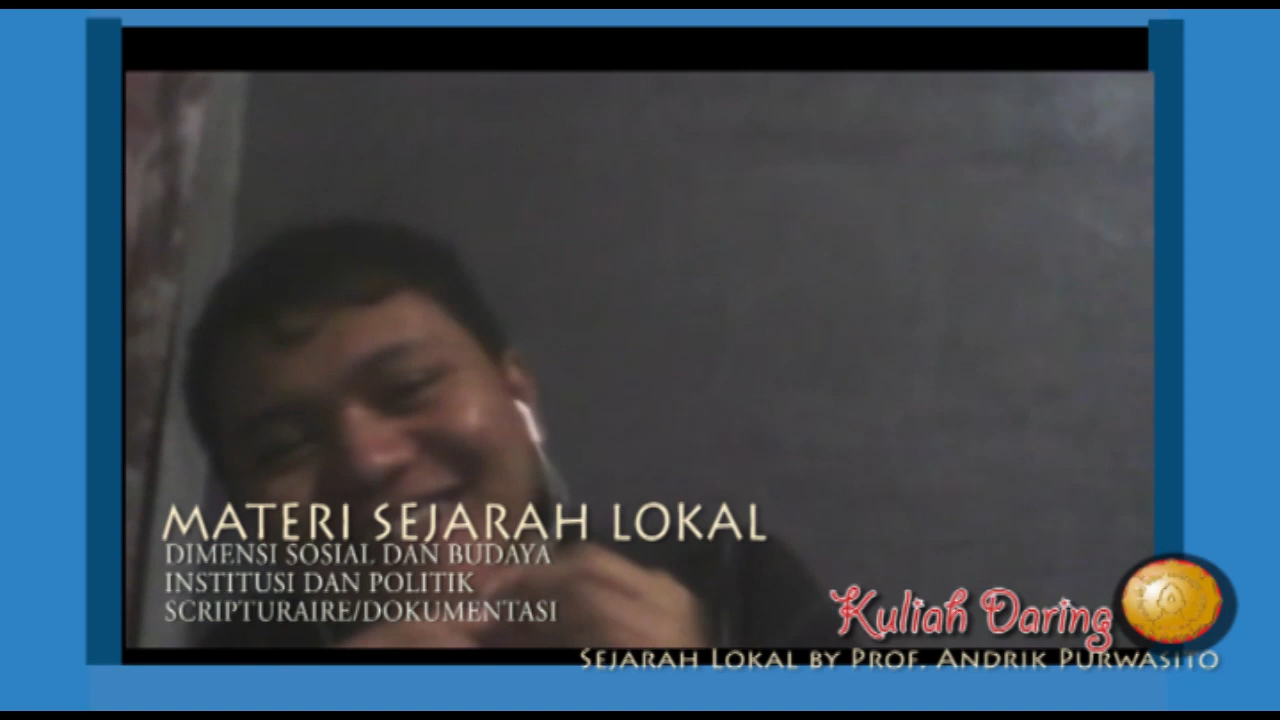 MATERI SEJARAH LOKAL
DIMENSI SOSIAL DAN BUDAYA
INSTITUSI DAN POLITIK
SCRIPTURAIRE/DOKUMENTASI
Kuliah Daring
SEJARAH LOKAL BY PROF. ANDRIK PURWASITO